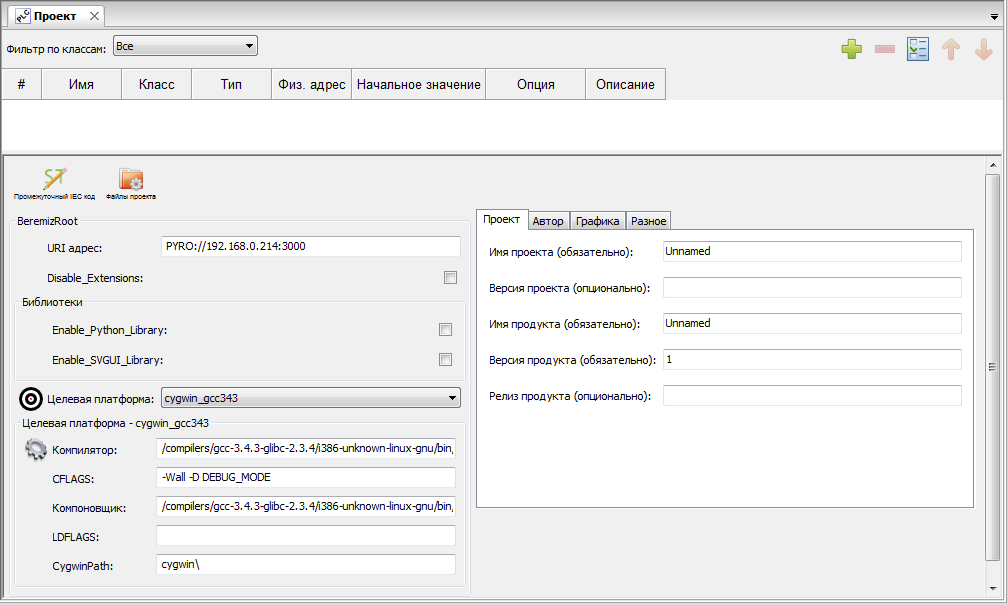 PLC Проект
Фильтр по классам: Все
# Имя Класс Тип Физ. адрес Начальное значение Опция Описание
ST
Промежуточный IEC код Файлы проекта
BeremizRoot
URI адрес: PYRO://192.168.0.214:3000
Disable_Extensions:
Библиотеки
Enable_Python_Library:
Enable_SVGUI_Library:
Целевая платформа: cygwin_gcc343
Целевая платформа - cygwin_gcc343
Компилятор: /compilers/gcc-3.4.3-glibc-2.3.4/i386-unknown-linux-gnu/bin,
CFLAGS: -Wall -D DEBUG_MODE
Компоновщик: /compilers/gcc-3.4.3-glibc-2.3.4/i386-unknown-linux-gnu/bin,
LDFLAGS:
CygwinPath: cygwin\
Проект Автор Графика Разное
Имя проекта (обязательно): Unnamed
Версия проекта (опционально):
Имя продукта (обязательно): Unnamed
Версия продукта (обязательно): 1
Релиз продукта (опционально):